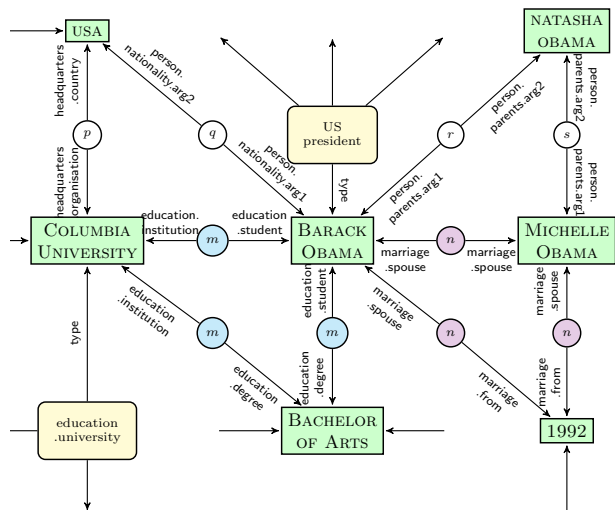 USA
NATASHA
OBAMA
headquarters
.country
person.
nationality.arg2
person.
parents.arg2
person.
parents.arg2
US
president
p
q
r
s
headquarters
organisation
person.
nationality.arg1
type
person.
parents.arg1
person.
parents.arg1
COLUMBIA
UNIVERSITY
education.
institution
m
education
.student
BARACK
OBAMA
marriage
.spouse
n
marriage
.spouse
MICHELLE
OBAMA
type
education
.institution
m
education
.degree
education
.student
m
education
.degree
marriage
.spouse
n
marriage
.from
marriage
.spouse
n
marriage
.from
education
.university
BACHELOR
OF ARTS
1992